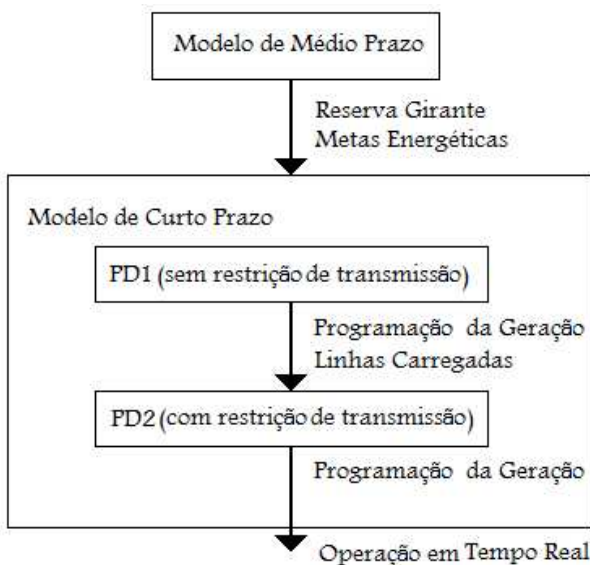 Modelo de Médio Prazo
Reserva Girante
Metas Energéticas
Modelo de Curto Prazo
PD1 (sem restrição de transmissão)
Programação da Geração
Linhas Carregadas
PD2 (com restrição de transmissão)
Programação da Geração
Operação em Tempo Real